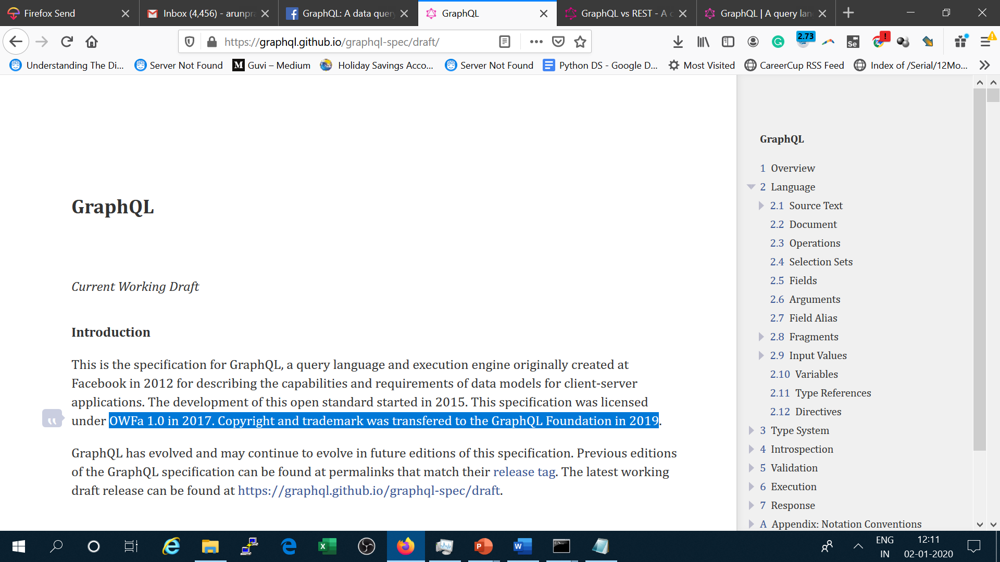 Firefox Send
Inbox (4,456) - arunpra
GraphQL: A data query
GraphQL
GraphQL vs REST - A c
GraphQL | A query lan
https://graphql.github.io/graphql-spec/draft/
2.73
Se
!
Understanding The Di...
Server Not Found
Guvi – Medium
Holiday Savings Acco...
Server Not Found
Python DS - Google D...
Most Visited
CareerCup RSS Feed
Index of /Serial/12Mo...
GraphQL
Current Working Draft
Introduction
This is the specification for GraphQL, a query language and execution engine originally created at
Facebook in 2012 for describing the capabilities and requirements of data models for client-server
applications. The development of this open standard started in 2015. This specification was licensed
under OWFa 1.0 in 2017. Copyright and trademark was transfered to the GraphQL Foundation in 2019.
GraphQL has evolved and may continue to evolve in future editions of this specification. Previous editions
of the GraphQL specification can be found at permalinks that match their release tag. The latest working
draft release can be found at https://graphql.github.io/graphql-spec/draft.
GraphQL
1 Overview
2 Language
2.1 Source Text
2.2 Document
2.3 Operations
2.4 Selection Sets
2.5 Fields
2.6 Arguments
2.7 Field Alias
2.8 Fragments
2.9 Input Values
2.10 Variables
2.11 Type References
2.12 Directives
3 Type System
4 Introspection
5 Validation
6 Execution
7 Response
A Appendix: Notation Conventions
ENG
IN
12:11
02-01-2020